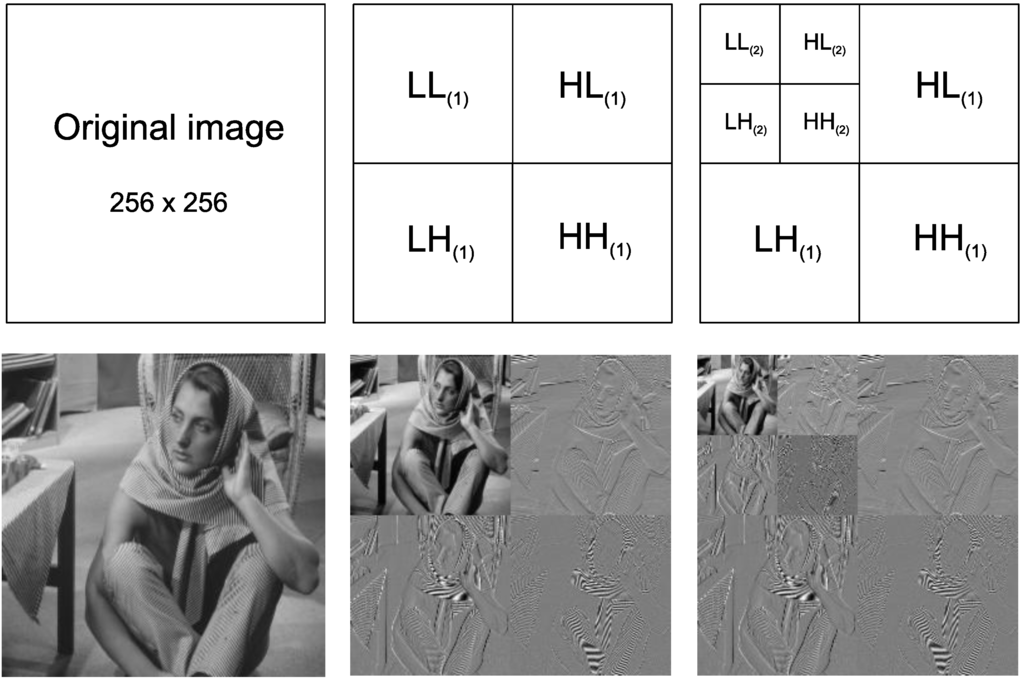 Original image
256 x 256
LL(1) HL(1)
LH(1) HH(1)
LL(2) HL(2)
LH(2) HH(2)
HL(1)
LH(1) HH(1)